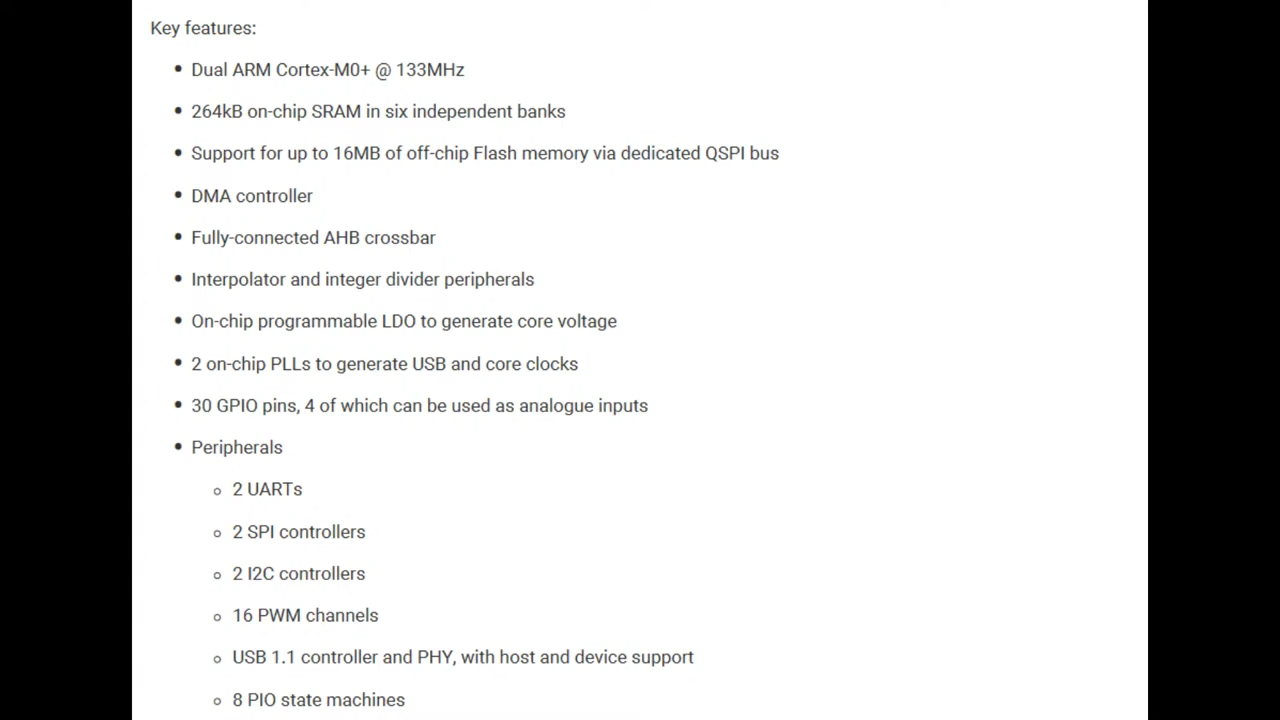 Key features:
• Dual ARM Cortex-M0+ @ 133MHz
• 264kB on-chip SRAM in six independent banks
• Support for up to 16MB of off-chip Flash memory via dedicated QSPI bus
• DMA controller
• Fully-connected AHB crossbar
• Interpolator and integer divider peripherals
• On-chip programmable LDO to generate core voltage
• 2 on-chip PLLs to generate USB and core clocks
• 30 GPIO pins, 4 of which can be used as analogue inputs
• Peripherals
○ 2 UARTs
○ 2 SPI controllers
○ 2 I2C controllers
○ 16 PWM channels
○ USB 1.1 controller and PHY, with host and device support
○ 8 PIO state machines